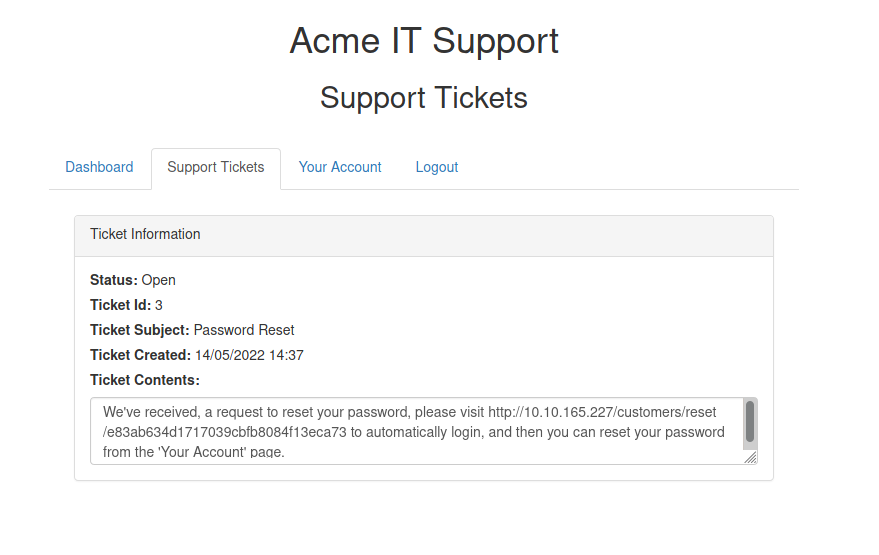 Acme IT Support
Support Tickets
Dashboard
Support Tickets
Your Account
Logout
Ticket Information
Status: Open
Ticket Id: 3
Ticket Subject: Password Reset
Ticket Created: 14/05/2022 14:37
Ticket Contents:
We've received, a request to reset your password, please visit http://10.10.165.227/customers/reset
/e83ab634d1717039cbfb8084f13eca73 to automatically login, and then you can reset your password
from the 'Your Account' page.